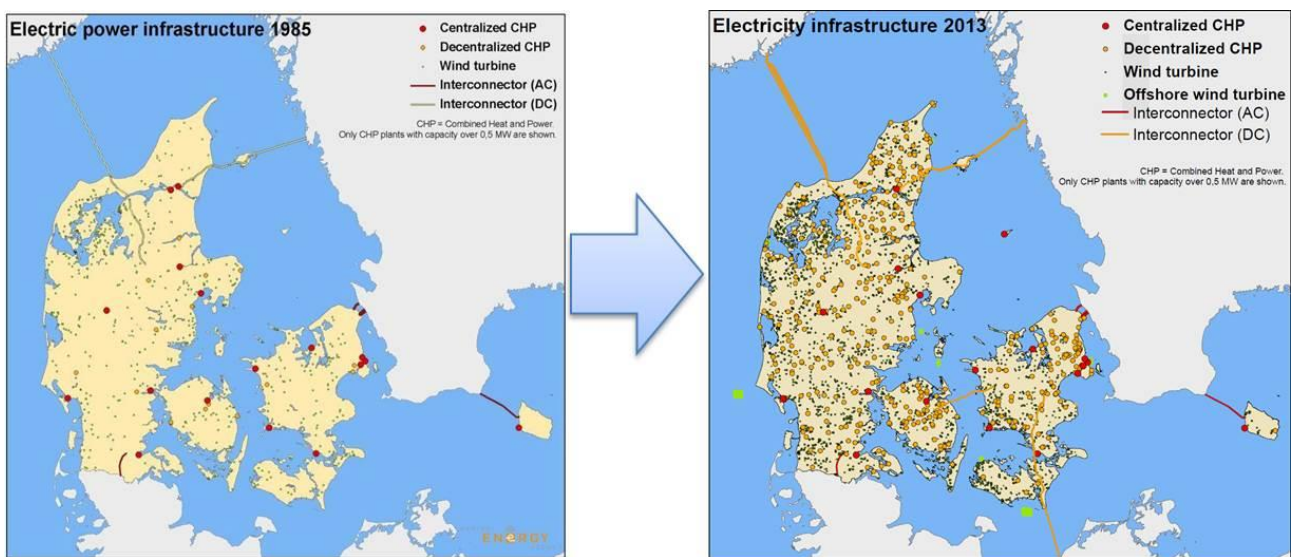 Electric power infrastructure 1985
Centralized CHP
Decentralized CHP
Wind turbine
Interconnector (AC)
Interconnector (DC)
CHP = Combined Heat and Power.
Only CHP plants with capacity over 0,5 MW are shown.
ENERGY
Electricity infrastructure 2013
Centralized CHP
Decentralized CHP
Wind turbine
Offshore wind turbine
Interconnector (AC)
Interconnector (DC)
CHP = Combined Heat and Power.
Only CHP plants with capacity over 0,5 MW are shown.